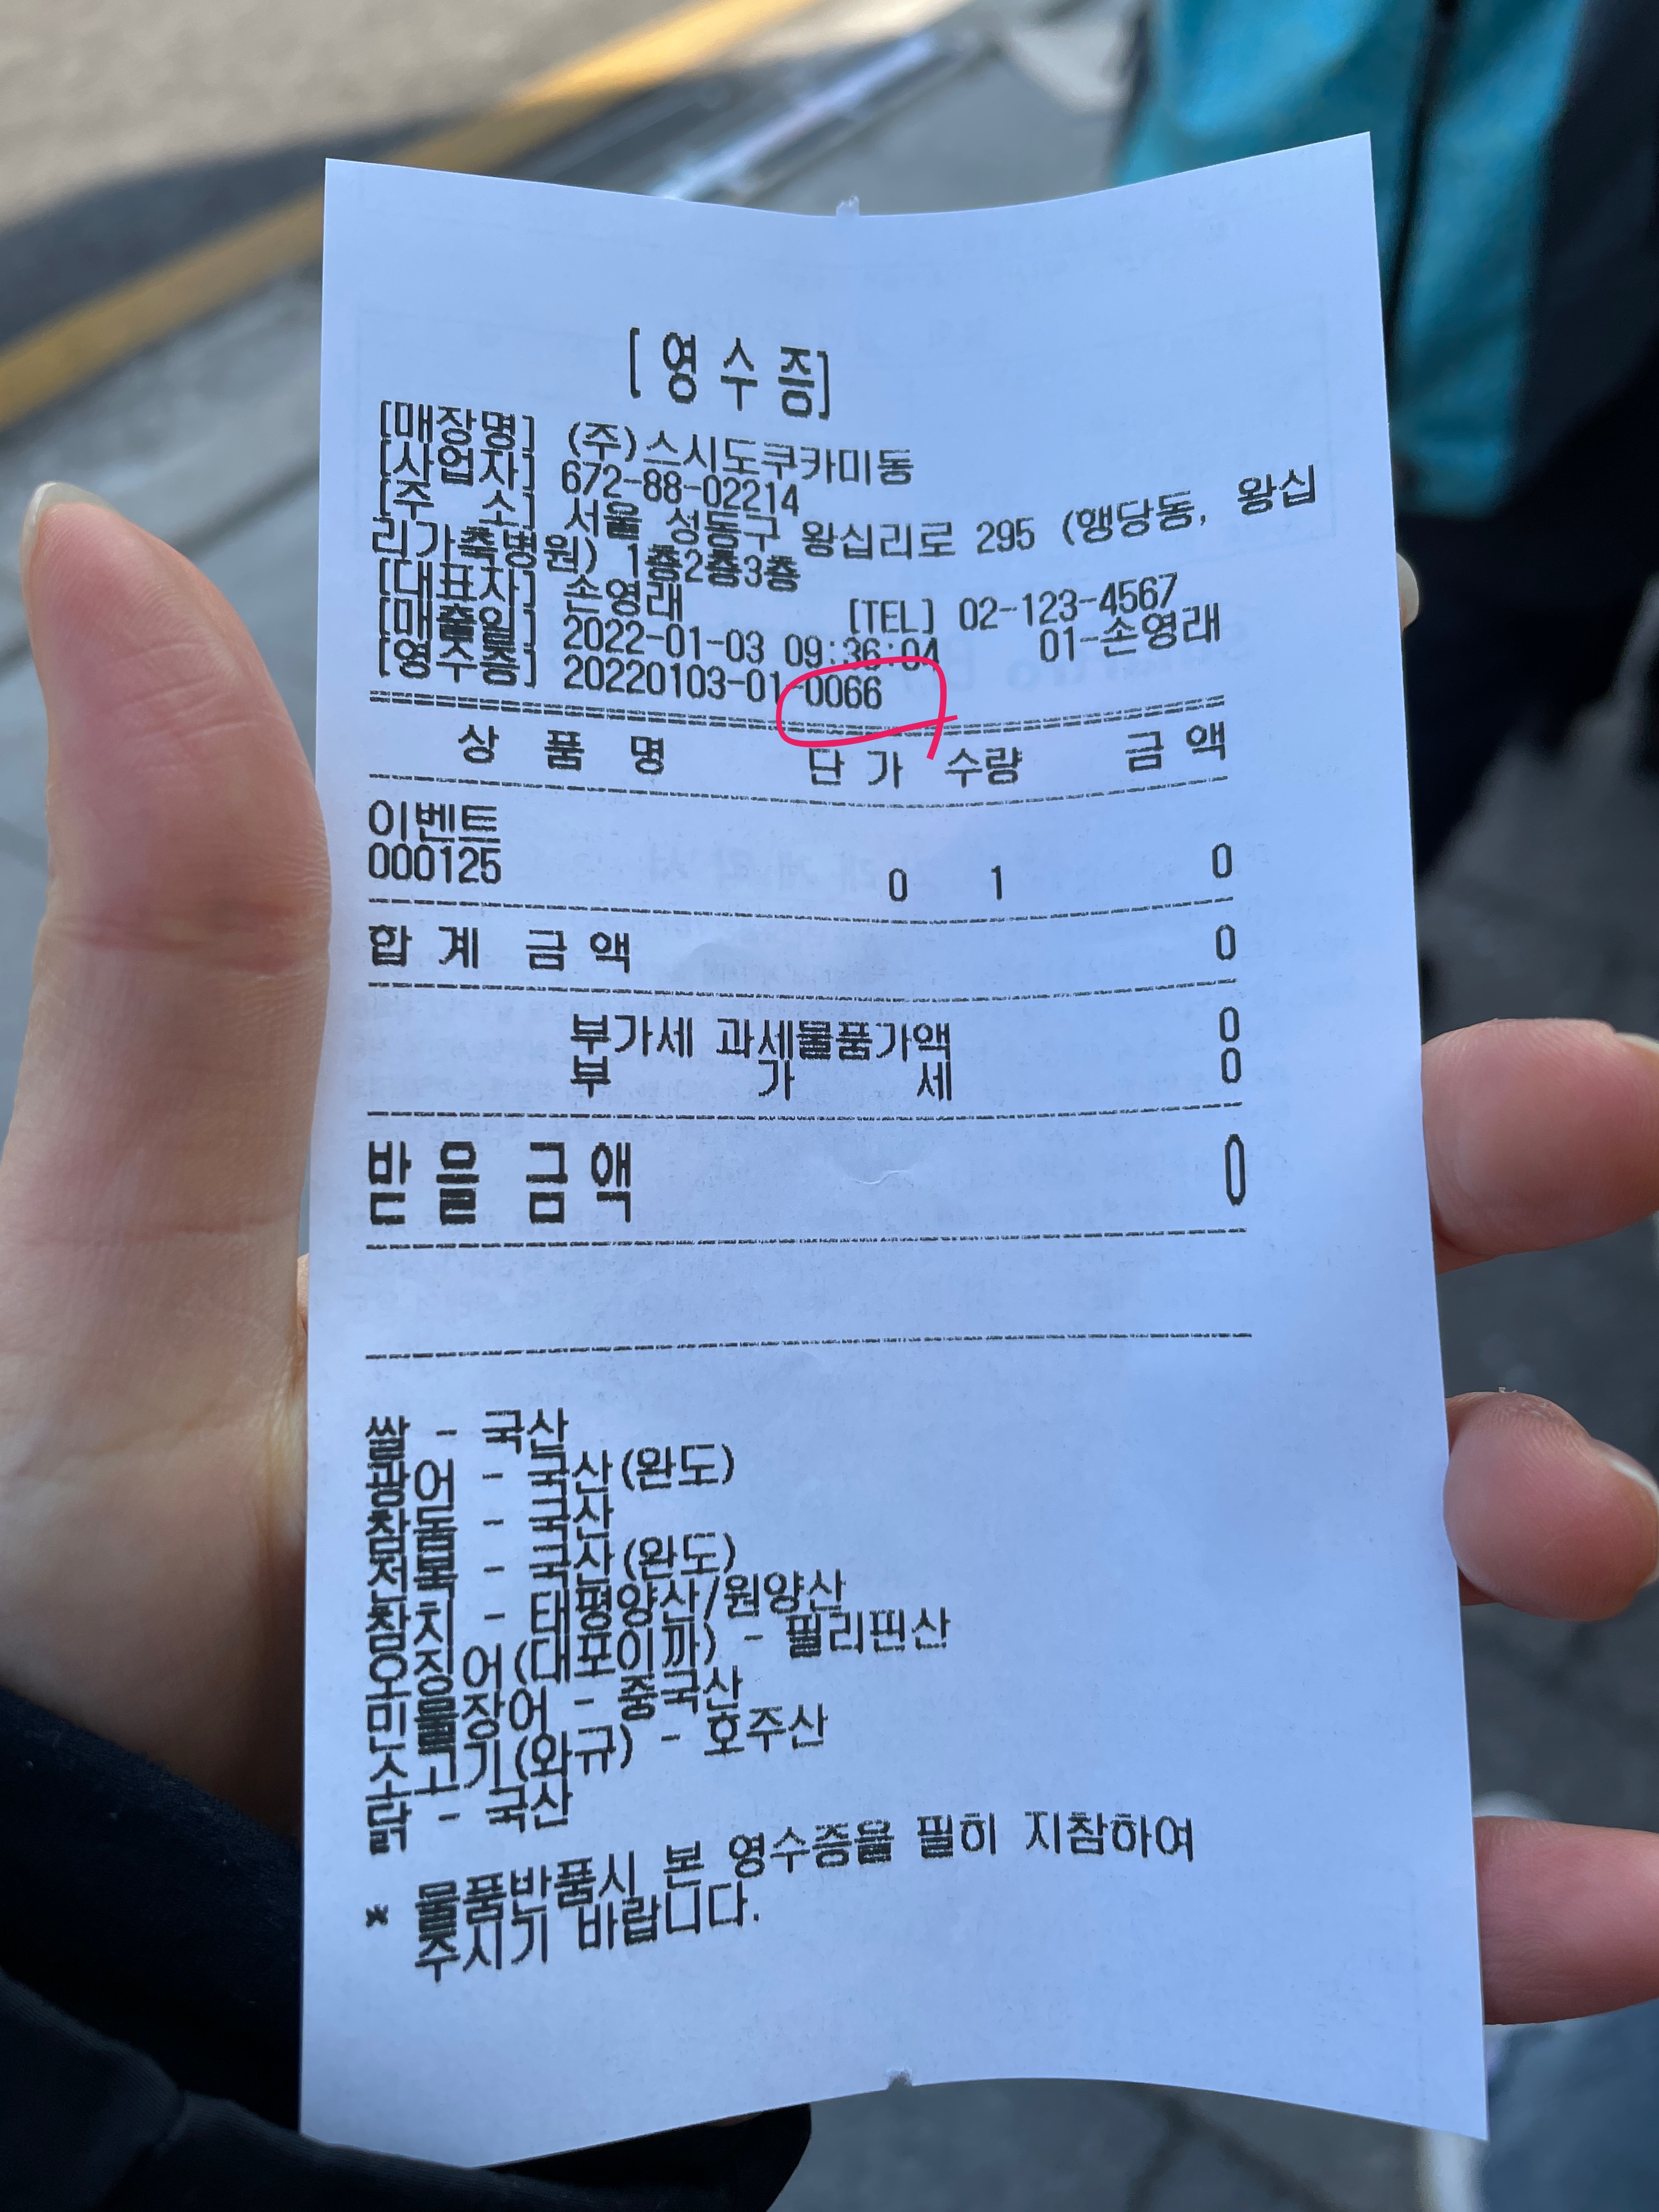 [영수증]
[매장명] (주)스시도쿠카미동
[사업자] 672-88-02214
[주 소] 서울 성동구 왕십리로 295 (행당동, 왕십
리가축병원) 1층2층3층
[대표자] 손영래 [TEL] 02-123-4567
[매출일] 2022-01-03 09:36:04 01-손영래
[영수증] 20220103-01-0066
상 품 명 단 가 수량 금 액
이벤트
000125 0 1 0
합 계 금 액 0
부가세 과세물품가액 0
부 가 세 0
받 을 금 액 0
쌀 - 국산
광어 - 국산(완도)
참돔 - 국산
전복 - 국산(완도)
참치 - 태평양산/원양산
오징어(대포이까) - 필리핀산
민물장어 - 중국산
소고기(와규) - 호주산
닭 - 국산
* 물품반품시 본 영수증을 필히 지참하여
주시기 바랍니다.